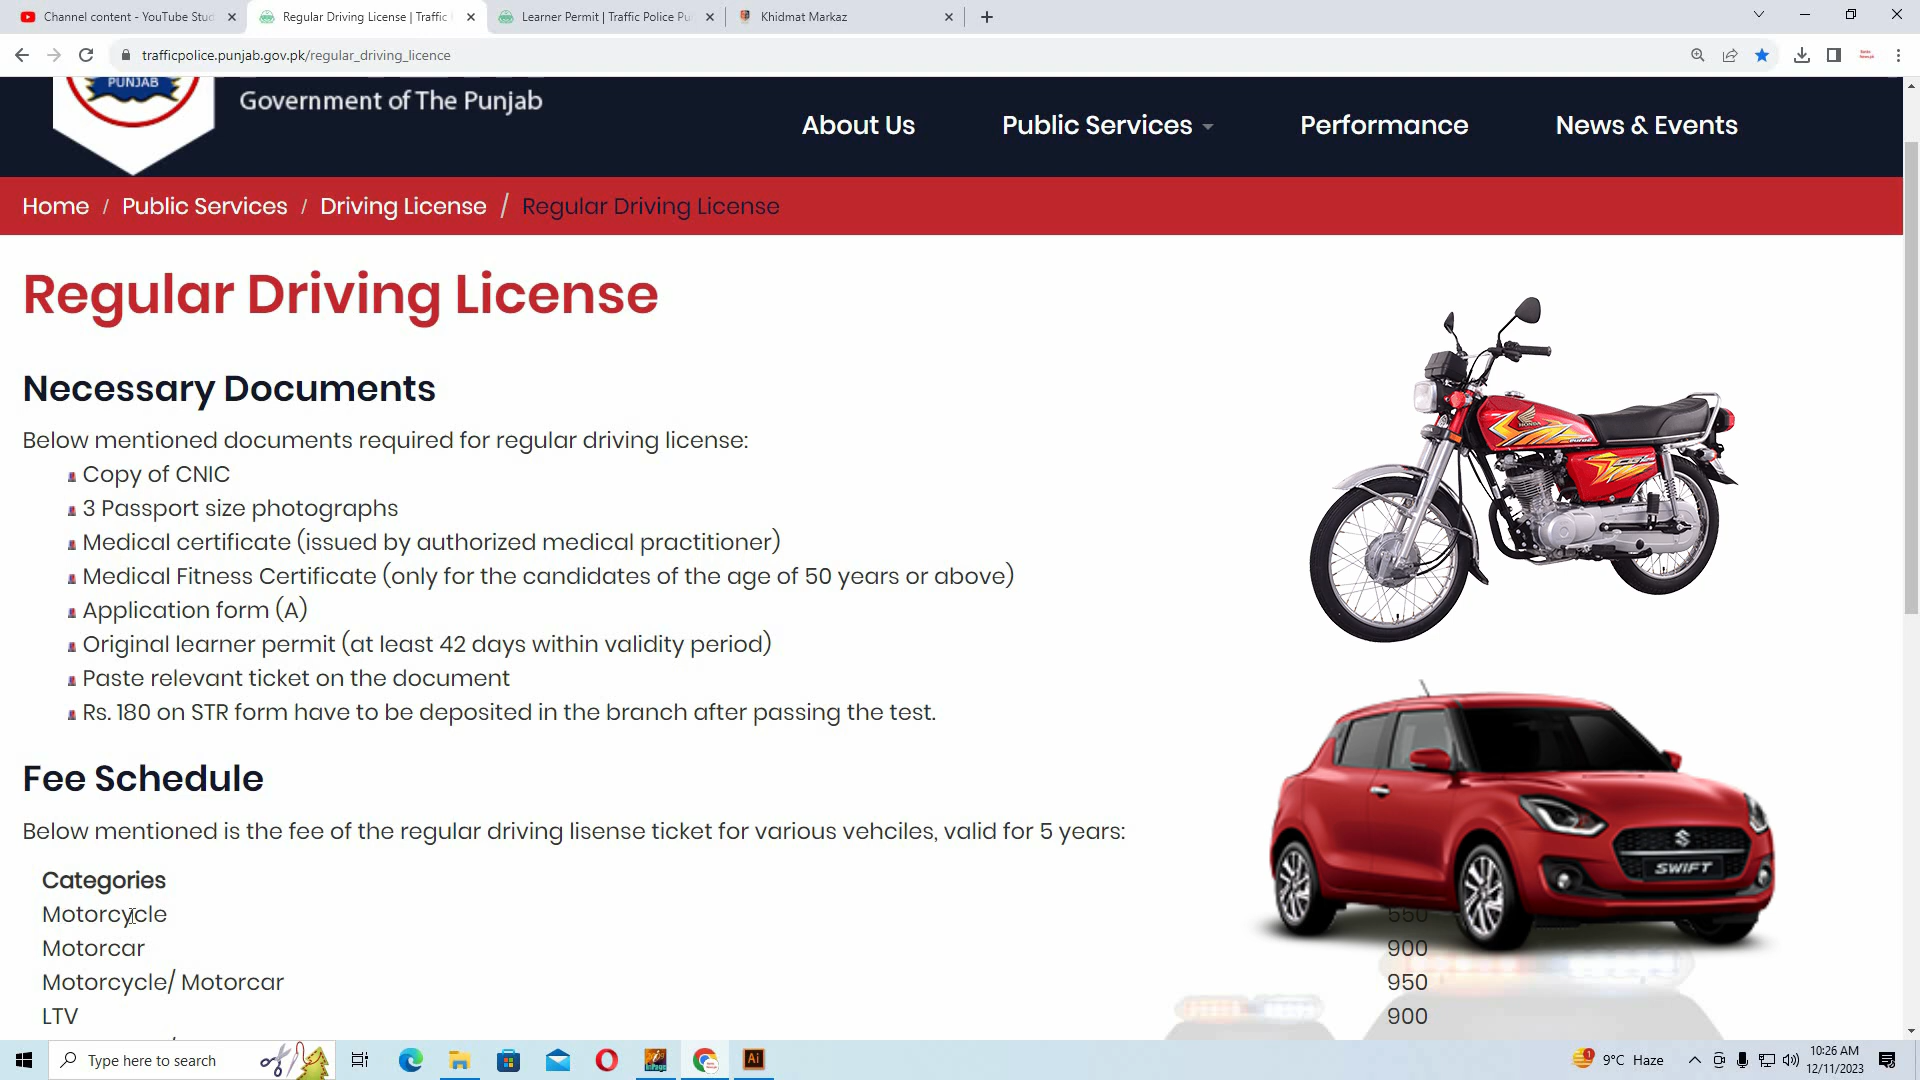 Channel content - YouTube Stud
Regular Driving License | Traffic
Learner Permit | Traffic Police Pu
Khidmat Markaz
trafficpolice.punjab.gov.pk/regular_driving_licence
PUNJAB
Government of The Punjab
About Us
Public Services
Performance
News & Events
Home / Public Services / Driving License / Regular Driving License
Regular Driving License
Necessary Documents
Below mentioned documents required for regular driving license:
Copy of CNIC
3 Passport size photographs
Medical certificate (issued by authorized medical practitioner)
Medical Fitness Certificate (only for the candidates of the age of 50 years or above)
Application form (A)
Original learner permit (at least 42 days within validity period)
Paste relevant ticket on the document
Rs. 180 on STR form have to be deposited in the branch after passing the test.
HONDA
SWIFT
Fee Schedule
Below mentioned is the fee of the regular driving lisense ticket for various vehciles, valid for 5 years:
Categories
Motorcycle 550
Motorcar 900
Motorcycle/ Motorcar 950
LTV 900
Type here to search
Ai
1
9°C Haze
10:26 AM
12/11/2023